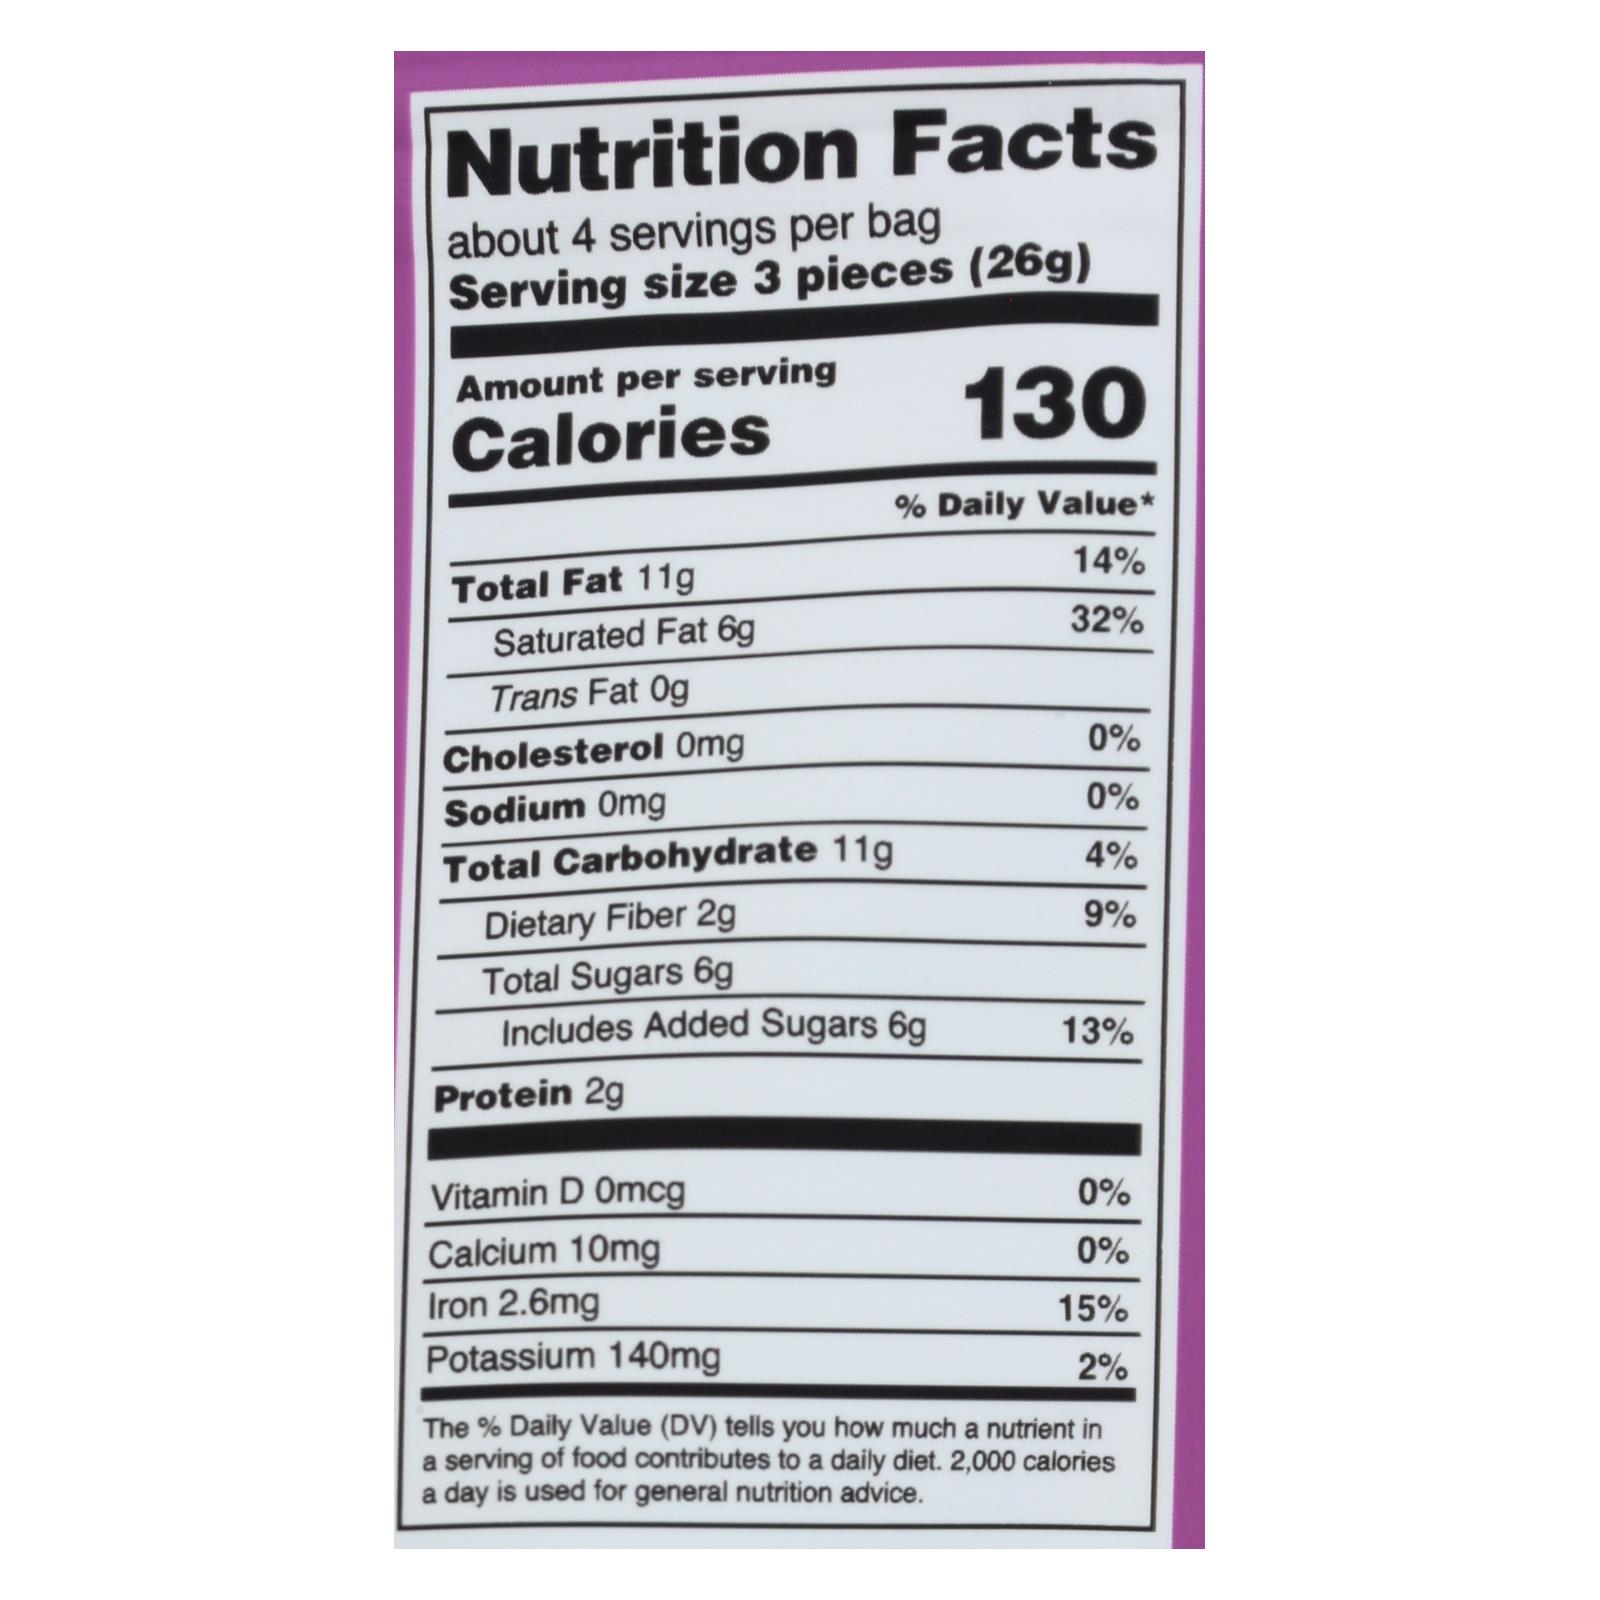 Nutrition Facts
about 4 servings per bag
Serving size 3 pieces (26g)
Amount per serving
Calories 130
% Daily Value*
Total Fat 11g 14%
Saturated Fat 6g 32%
Trans Fat 0g
Cholesterol 0mg 0%
Sodium 0mg 0%
Total Carbohydrate 11g 4%
Dietary Fiber 2g 9%
Total Sugars 6g
Includes Added Sugars 6g 13%
Protein 2g
Vitamin D 0mcg 0%
Calcium 10mg 0%
Iron 2.6mg 15%
Potassium 140mg 2%
The % Daily Value (DV) tells you how much a nutrient in
a serving of food contributes to a daily diet. 2,000 calories
a day is used for general nutrition advice.